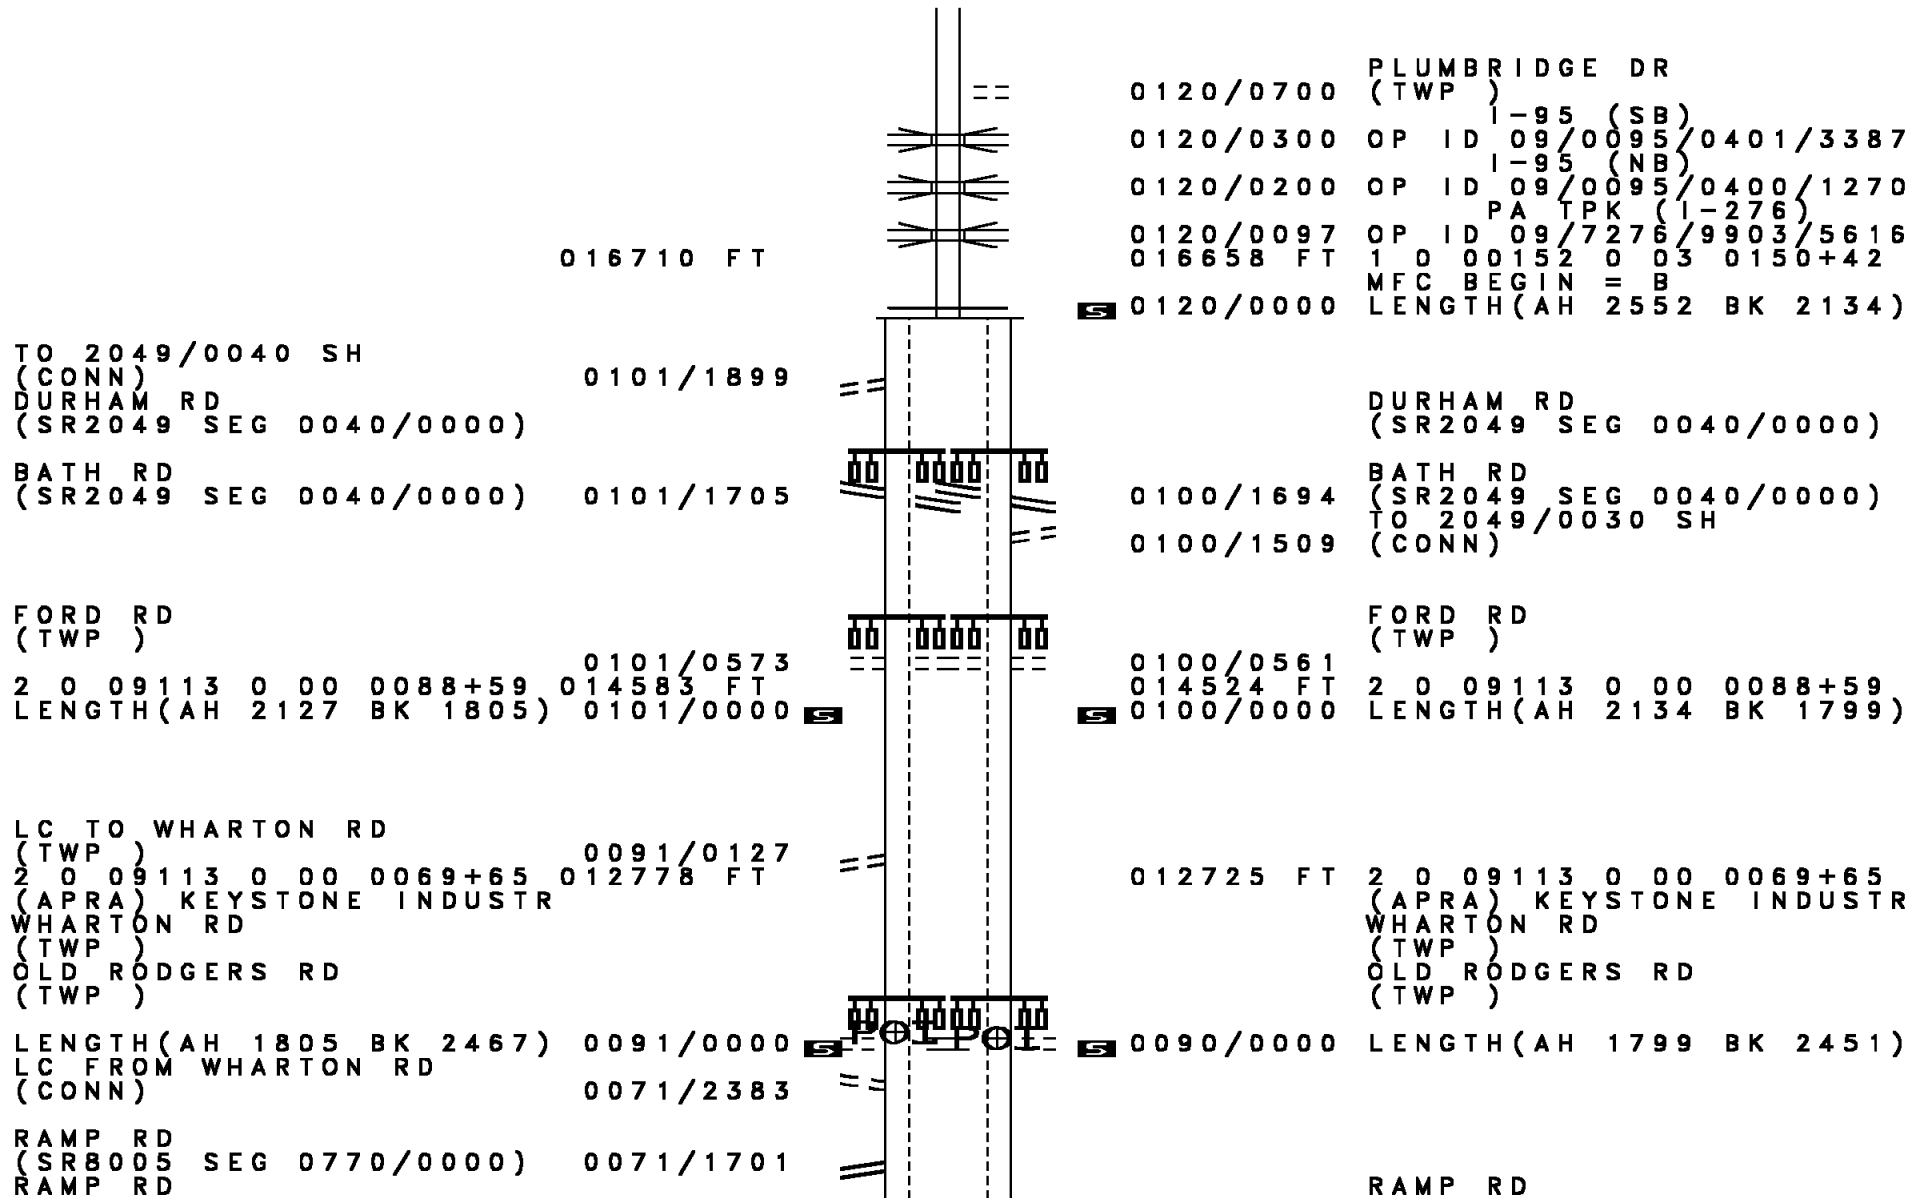 PLUMBRIDGE DR
0120/0700 (TWP )
I-95 (SB)
0120/0300 OP ID 09/0095/0401/3387
I-95 (NB)
0120/0200 OP ID 09/0095/0400/1270
PA TPK (I-276)
0120/0097 OP ID 09/7276/9903/5616
016710 FT 016658 FT 1 0 00152 0 03 0150+42
MFC BEGIN = B
S 0120/0000 LENGTH(AH 2552 BK 2134)
TO 2049/0040 SH
(CONN) 0101/1899
DURHAM RD DURHAM RD
(SR2049 SEG 0040/0000) (SR2049 SEG 0040/0000)
BATH RD BATH RD
(SR2049 SEG 0040/0000) 0101/1705 0100/1694 (SR2049 SEG 0040/0000)
TO 2049/0030 SH
0100/1509 (CONN)
FORD RD FORD RD
(TWP ) (TWP )
0101/0573 0100/0561
2 0 09113 0 00 0088+59 014583 FT 014524 FT 2 0 09113 0 00 0088+59
LENGTH(AH 2127 BK 1805) 0101/0000 S S 0100/0000 LENGTH(AH 2134 BK 1799)
LC TO WHARTON RD
(TWP ) 0091/0127
2 0 09113 0 00 0069+65 012778 FT 012725 FT 2 0 09113 0 00 0069+65
(APRA) KEYSTONE INDUSTR (APRA) KEYSTONE INDUSTR
WHARTON RD WHARTON RD
(TWP ) (TWP )
OLD RODGERS RD OLD RODGERS RD
(TWP ) (TWP )
POI POI
LENGTH(AH 1805 BK 2467) 0091/0000 S S 0090/0000 LENGTH(AH 1799 BK 2451)
LC FROM WHARTON RD
(CONN) 0071/2383
RAMP RD
(SR8005 SEG 0770/0000) 0071/1701
RAMP RD RAMP RD